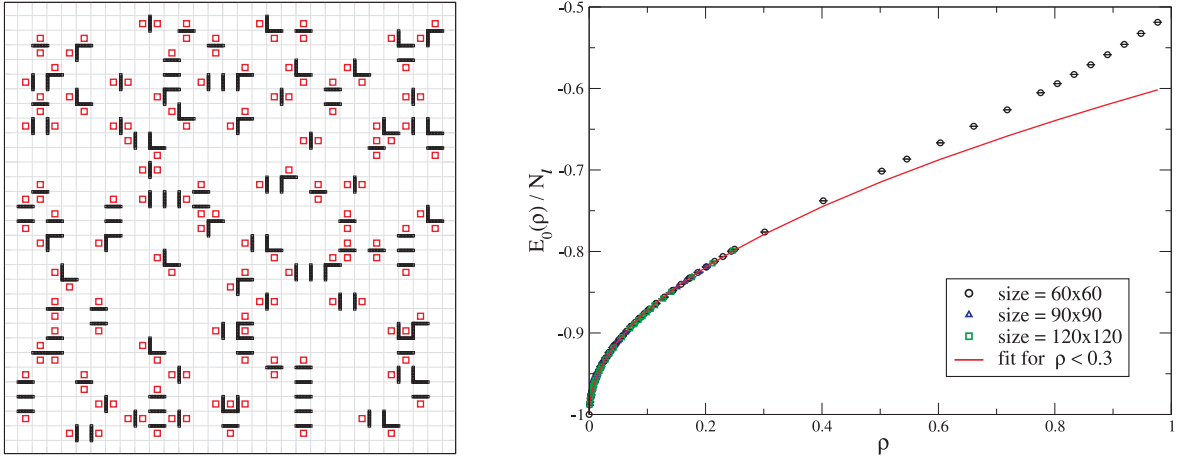 -0.5
-0.6
-0.7
-0.8
-0.9
-1
E₀(ρ) / Nₗ
0
0.2
0.4
0.6
0.8
1
ρ
size = 60x60
size = 90x90
size = 120x120
fit for ρ < 0.3